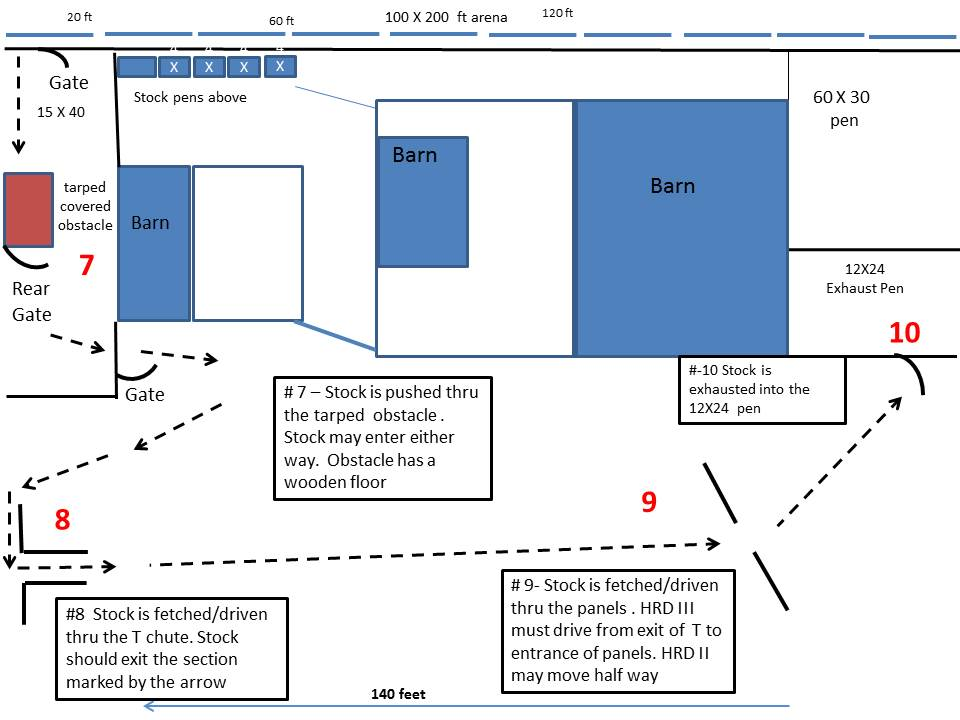 20 ft
60 ft
100 X 200  ft arena
120 ft
X
X
X
X
Gate
Stock pens above
15 X 40
60 X 30
pen
Barn
Barn
Barn
tarped
covered
obstacle
7
Rear
Gate
12X24
Exhaust Pen
10
Gate
# 7 – Stock is pushed thru
the tarped  obstacle .
Stock may enter either
way.  Obstacle has a
wooden floor
#-10 Stock  is
exhausted into the
12X24  pen
8
9
#8  Stock is fetched/driven
thru the T chute. Stock
should exit the section
marked by the arrow
# 9- Stock is fetched/driven
thru the panels . HRD III
must drive from exit of  T to
entrance of panels. HRD II
may move half way
140 feet